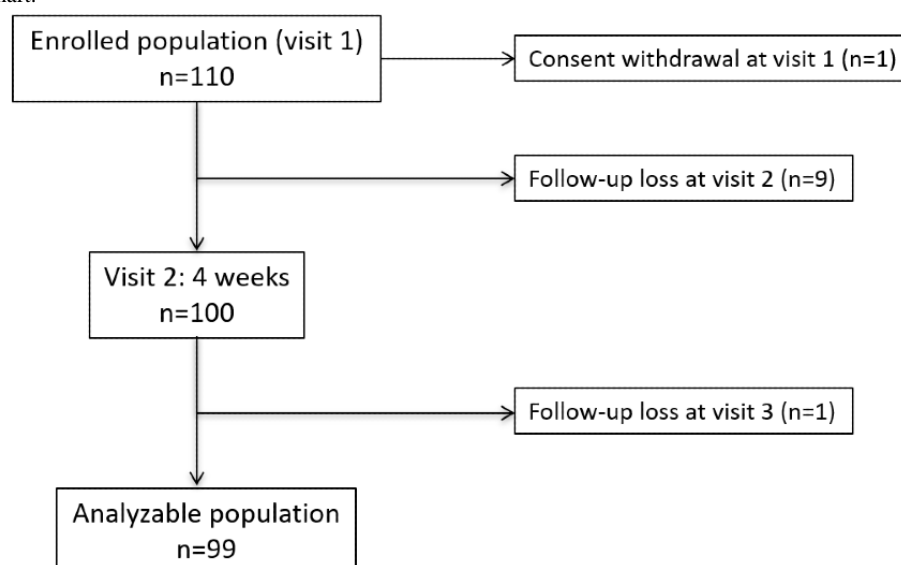 Enrolled population (visit 1)
n=110
Consent withdrawal at visit 1 (n=1)
Follow-up loss at visit 2 (n=9)
Visit 2: 4 weeks
n=100
Follow-up loss at visit 3 (n=1)
Analyzable population
n=99